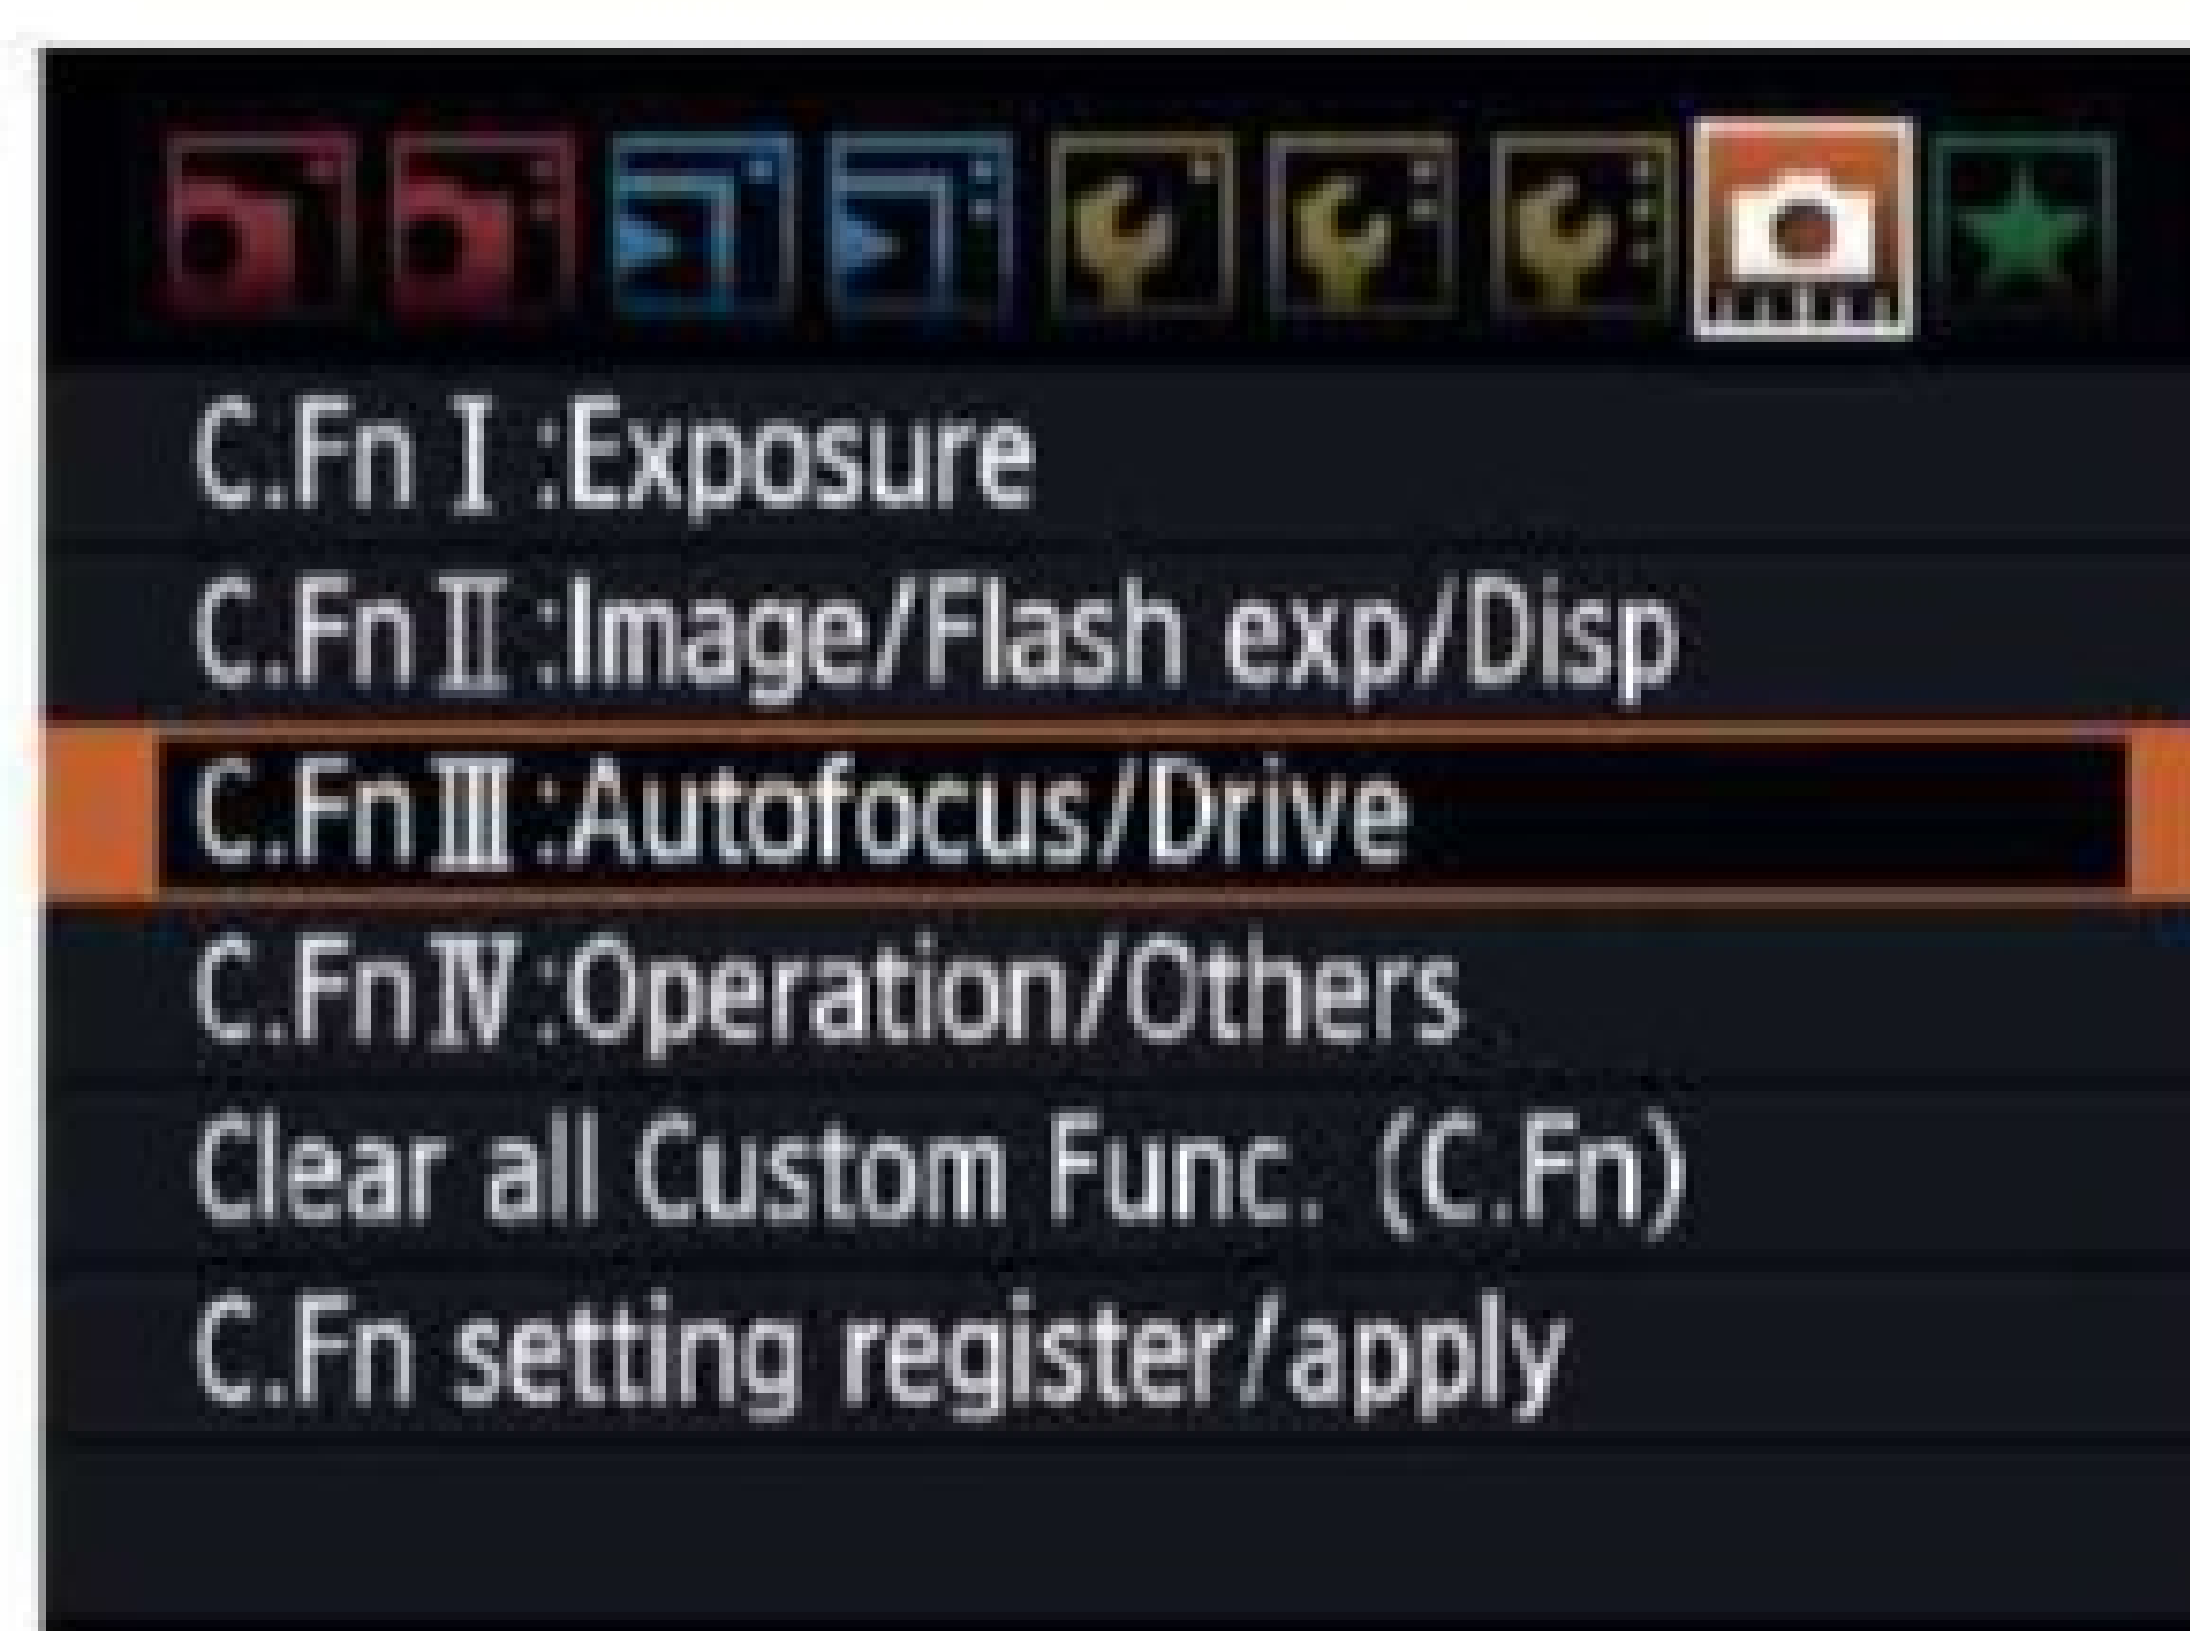 C.Fn I :Exposure
C.Fn II :Image/Flash exp/Disp
C.Fn III :Autofocus/Drive
C.Fn IV :Operation/Others
Clear all Custom Func. (C.Fn)
C.Fn setting register/apply